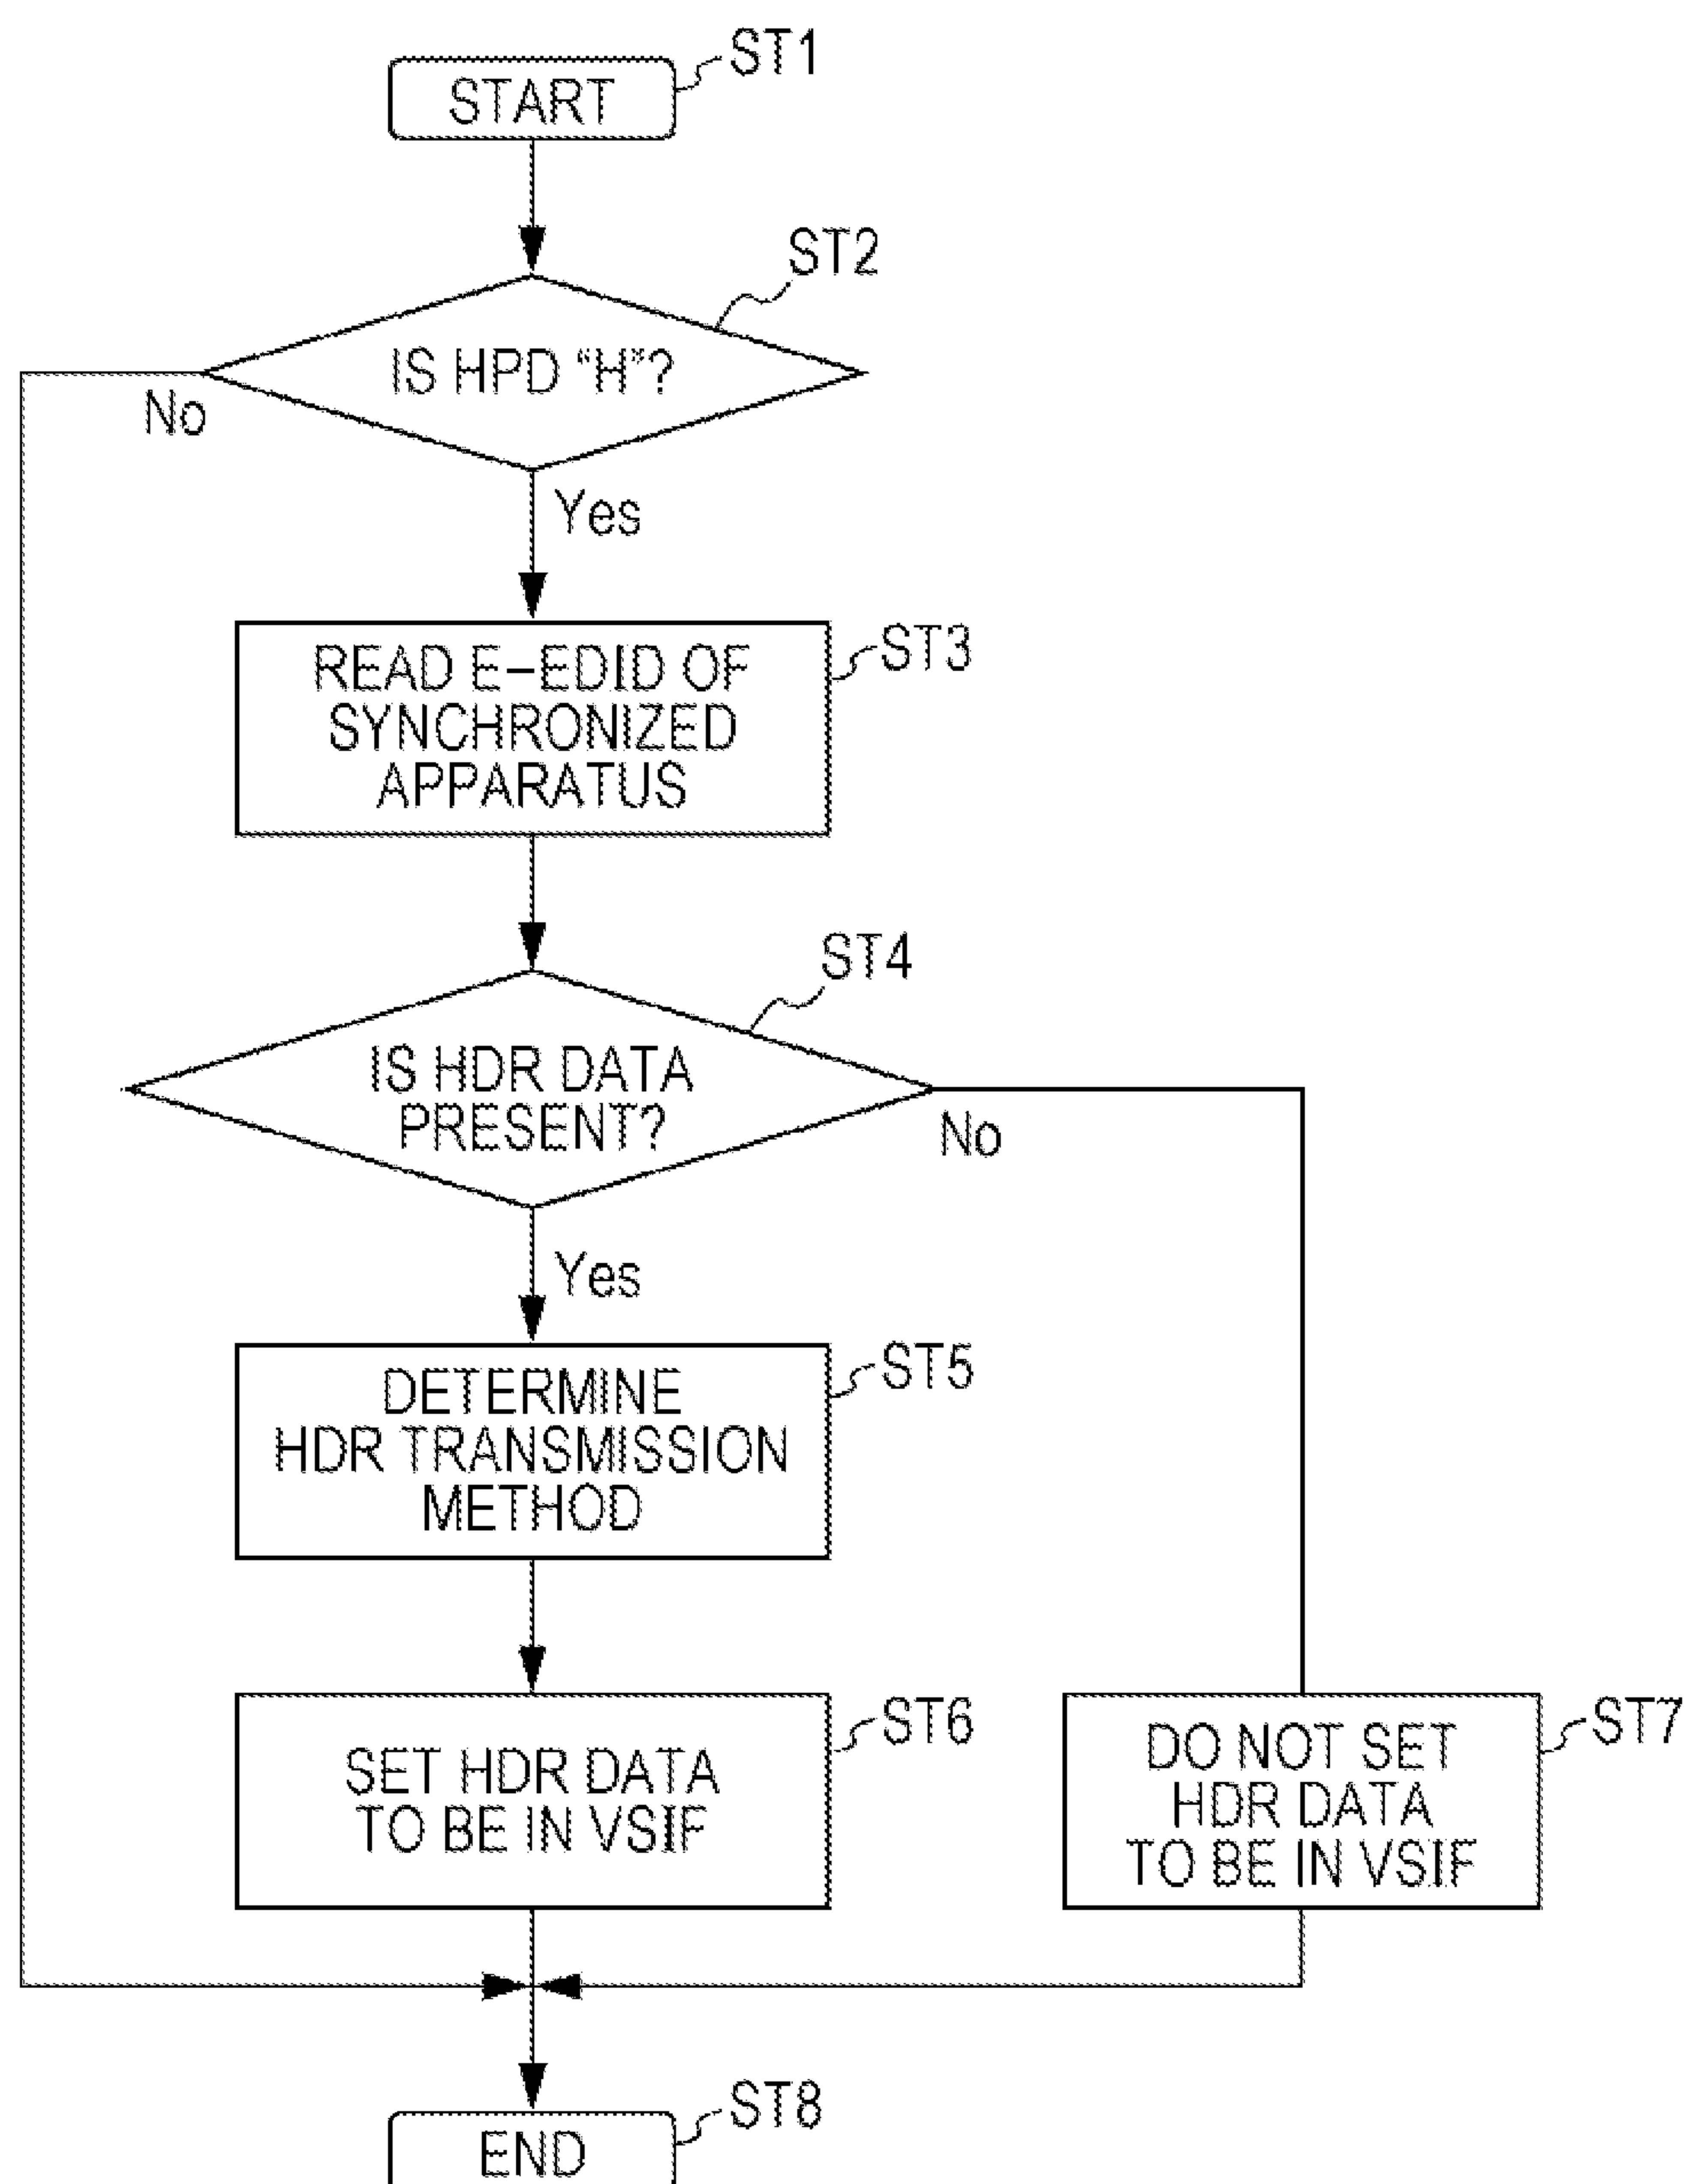 START
ST1
ST2
IS HPD “H”?
No
Yes
READ E-EDID OF
SYNCHRONIZED
APPARATUS
ST3
ST4
IS HDR DATA
PRESENT?
No
Yes
DETERMINE
HDR TRANSMISSION
METHOD
ST5
SET HDR DATA
TO BE IN VSIF
ST6
DO NOT SET
HDR DATA
TO BE IN VSIF
ST7
END
ST8